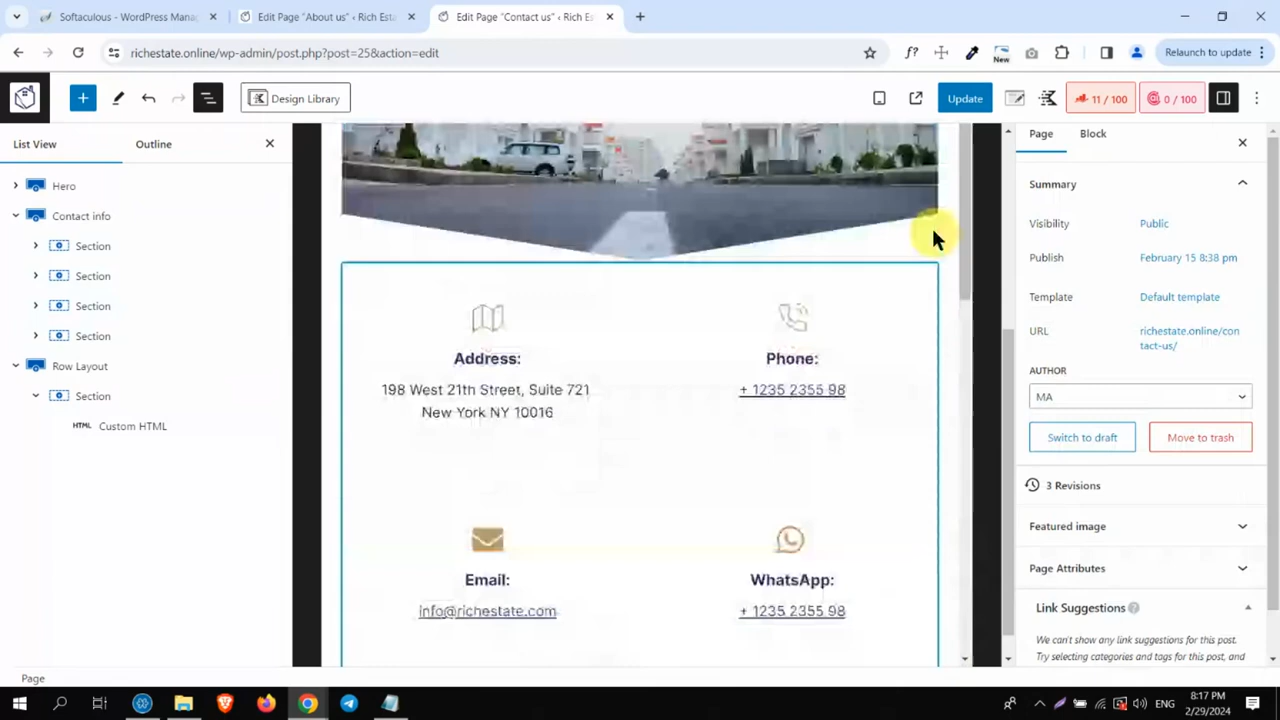 Softaculous - WordPress Manag
Edit Page "About us" ‹ Rich Esta
Edit Page "Contact us" ‹ Rich Es
richestate.online/wp-admin/post.php?post=25&action=edit
f?
New
Relaunch to update
Design Library
Update
11 / 100
0 / 100
List View
Outline
Hero
Contact info
Section
Section
Section
Section
Row Layout
Section
HTML Custom HTML
Address:
198 West 21th Street, Suite 721
New York NY 10016
Phone:
+ 1235 2355 98
Email:
info@richestate.com
WhatsApp:
+ 1235 2355 98
Page
Block
Summary
Visibility
Public
Publish
February 15 8:38 pm
Template
Default template
URL
richestate.online/con
tact-us/
AUTHOR
MA
Switch to draft
Move to trash
3 Revisions
Featured image
Page Attributes
Link Suggestions ?
We can't show any link suggestions for this post.
Try selecting categories and tags for this post, and
Page
ENG
8:17 PM
2/29/2024